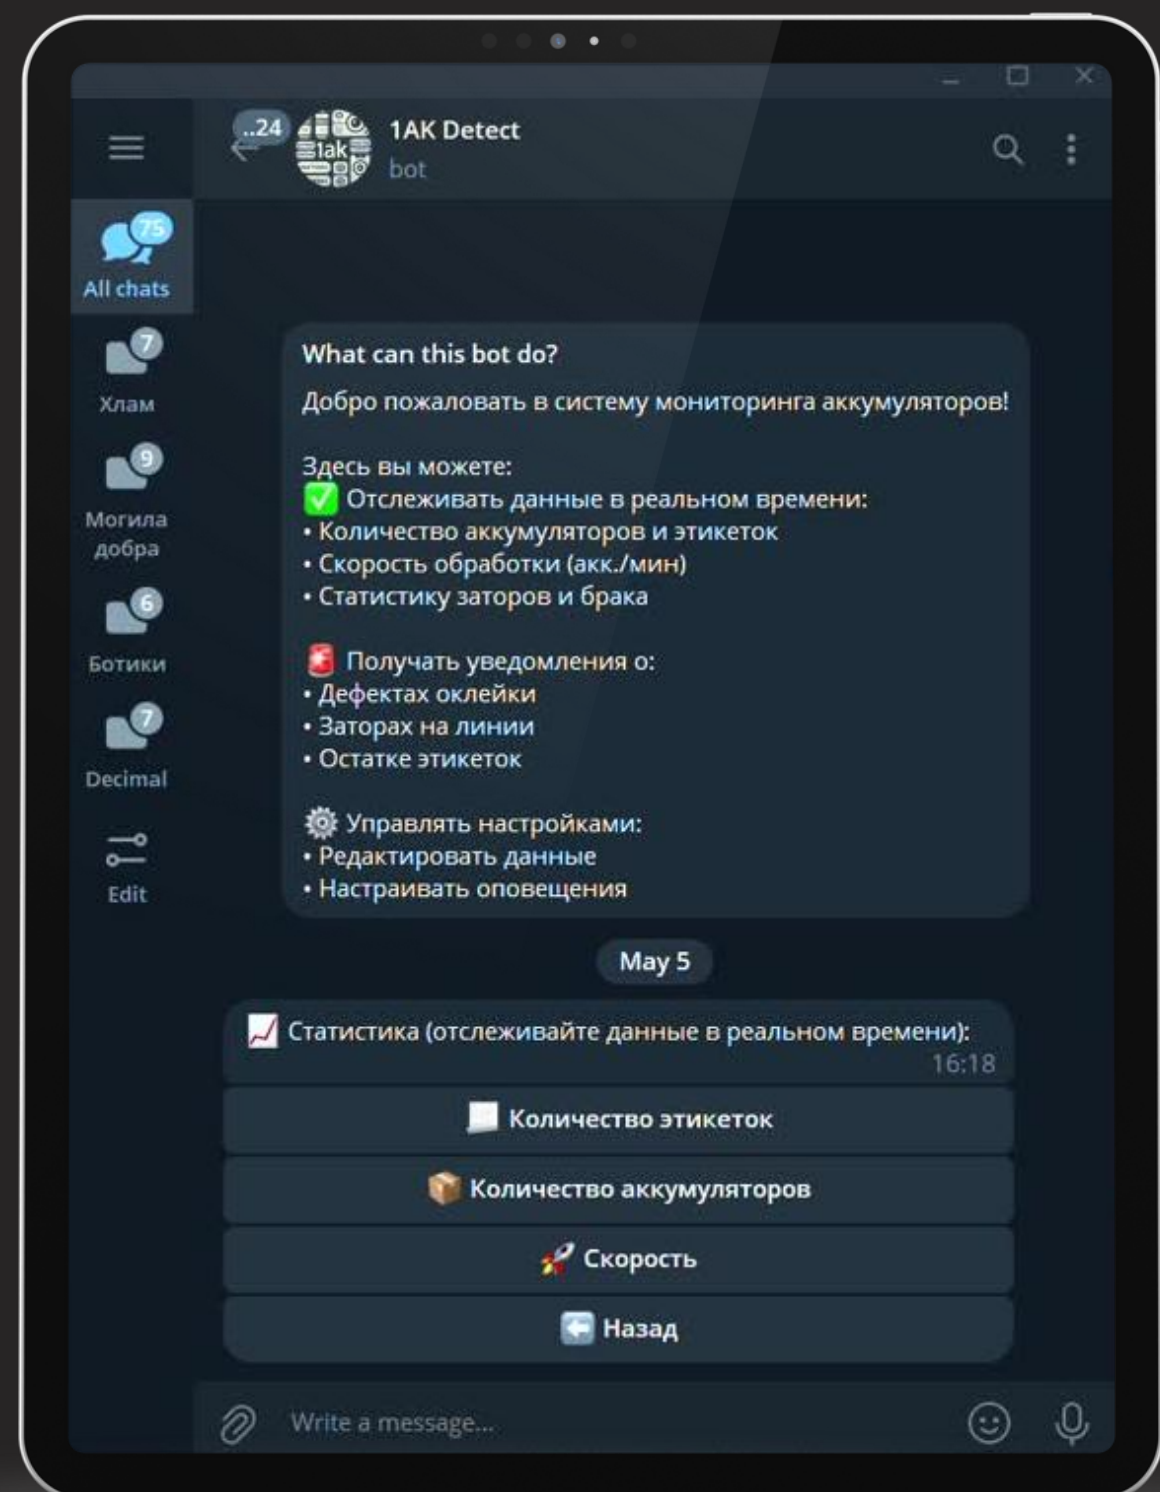 ..24
1ak
1AK Detect
bot
75
All chats
7
Хлам
9
Могила
добра
6
Ботики
7
Decimal
Edit
What can this bot do?
Добро пожаловать в систему мониторинга аккумуляторов!
Здесь вы можете:
✅ Отслеживать данные в реальном времени:
• Количество аккумуляторов и этикеток
• Скорость обработки (акк./мин)
• Статистику заторов и брака
🚨 Получать уведомления о:
• Дефектах оклейки
• Заторах на линии
• Остатке этикеток
⚙️ Управлять настройками:
• Редактировать данные
• Настраивать оповещения
May 5
📈 Статистика (отслеживайте данные в реальном времени):
16:18
📃 Количество этикеток
📦 Количество аккумуляторов
🚀 Скорость
⬅️ Назад
Write a message...